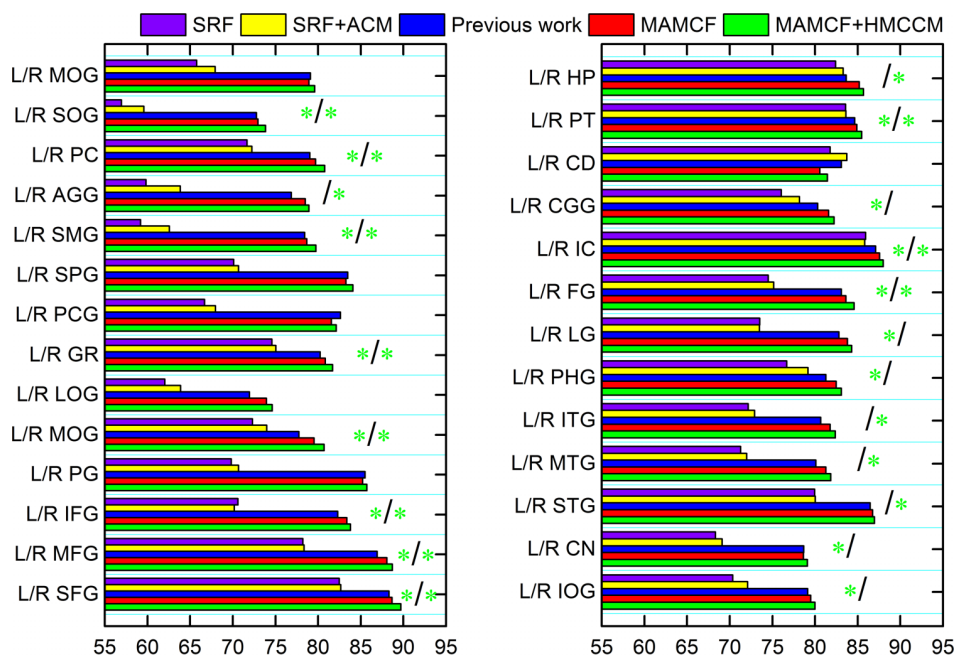 SRF SRF+ACM Previous work MAMCF MAMCF+HMCCM
L/R MOG
L/R SOG */*
L/R PC */*
L/R AGG /*
L/R SMG */*
L/R SPG
L/R PCG
L/R GR */*
L/R LOG
L/R MOG */*
L/R PG
L/R IFG */*
L/R MFG */*
L/R SFG */*
55 60 65 70 75 80 85 90 95
L/R HP /*
L/R PT */*
L/R CD
L/R CGG */
L/R IC */*
L/R FG */*
L/R LG */
L/R PHG */
L/R ITG /*
L/R MTG /*
L/R STG /*
L/R CN */
L/R IOG */
55 60 65 70 75 80 85 90 95